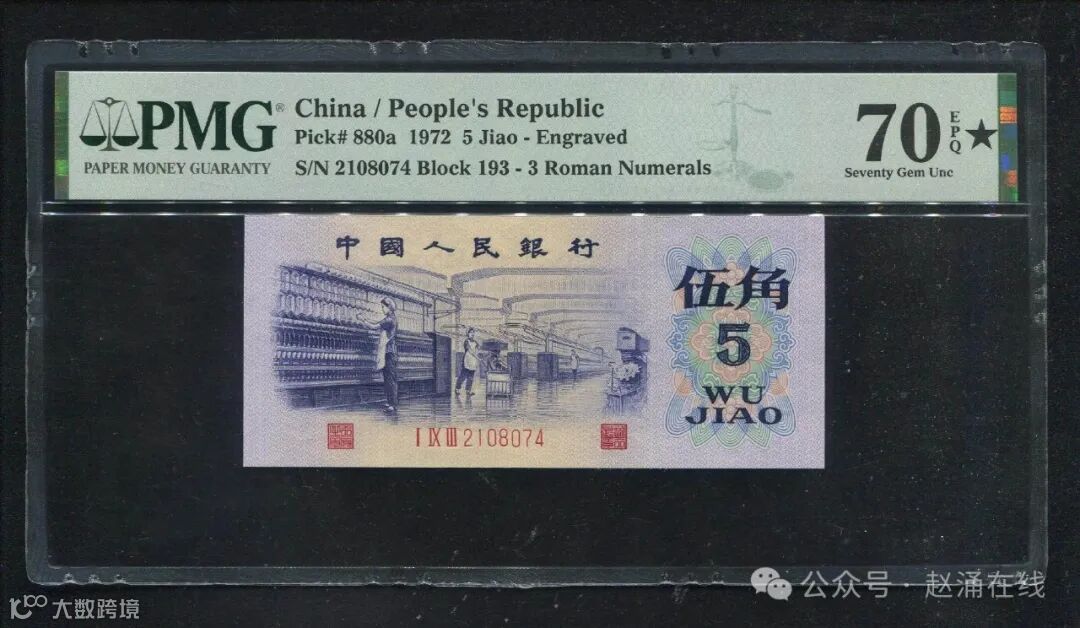 PMG®
PAPER MONEY GUARANTY
China / People's Republic
Pick# 880a 1972 5 Jiao - Engraved
S/N 2108074 Block 193 - 3 Roman Numerals
70 EPQ ★
Seventy Gem Unc
中國人民銀行
伍角
5
WU
JIAO
I IX III 2108074
公众号 · 赵涌在线
大数跨境